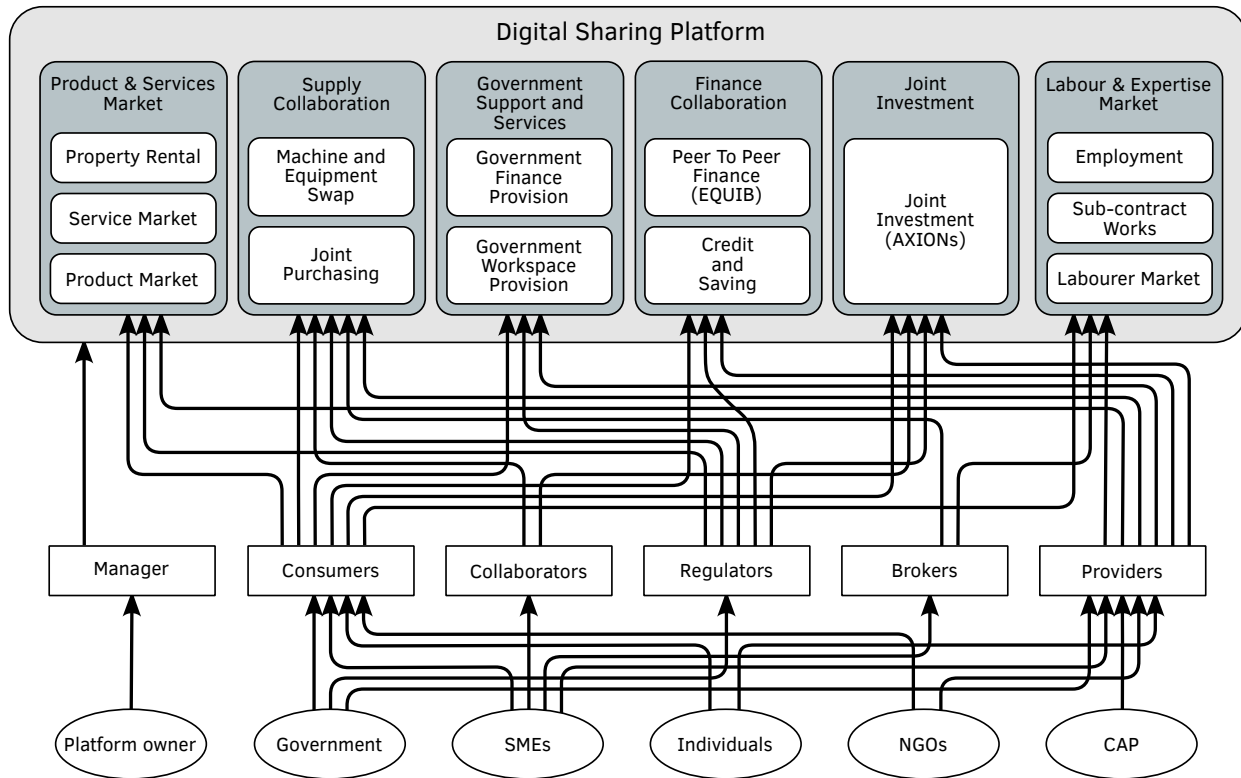 Digital Sharing Platform
Product & Services
Market
Property Rental
Service Market
Product Market
Supply
Collaboration
Machine and
Equipment
Swap
Joint
Purchasing
Government
Support and
Services
Government
Finance
Provision
Government
Workspace
Provision
Finance
Collaboration
Peer To Peer
Finance
(EQUIB)
Credit
and
Saving
Joint
Investment
Joint
Investment
(AXIONs)
Labour & Expertise
Market
Employment
Sub-contract
Works
Labourer Market
Manager
Consumers
Collaborators
Regulators
Brokers
Providers
Platform owner
Government
SMEs
Individuals
NGOs
CAP